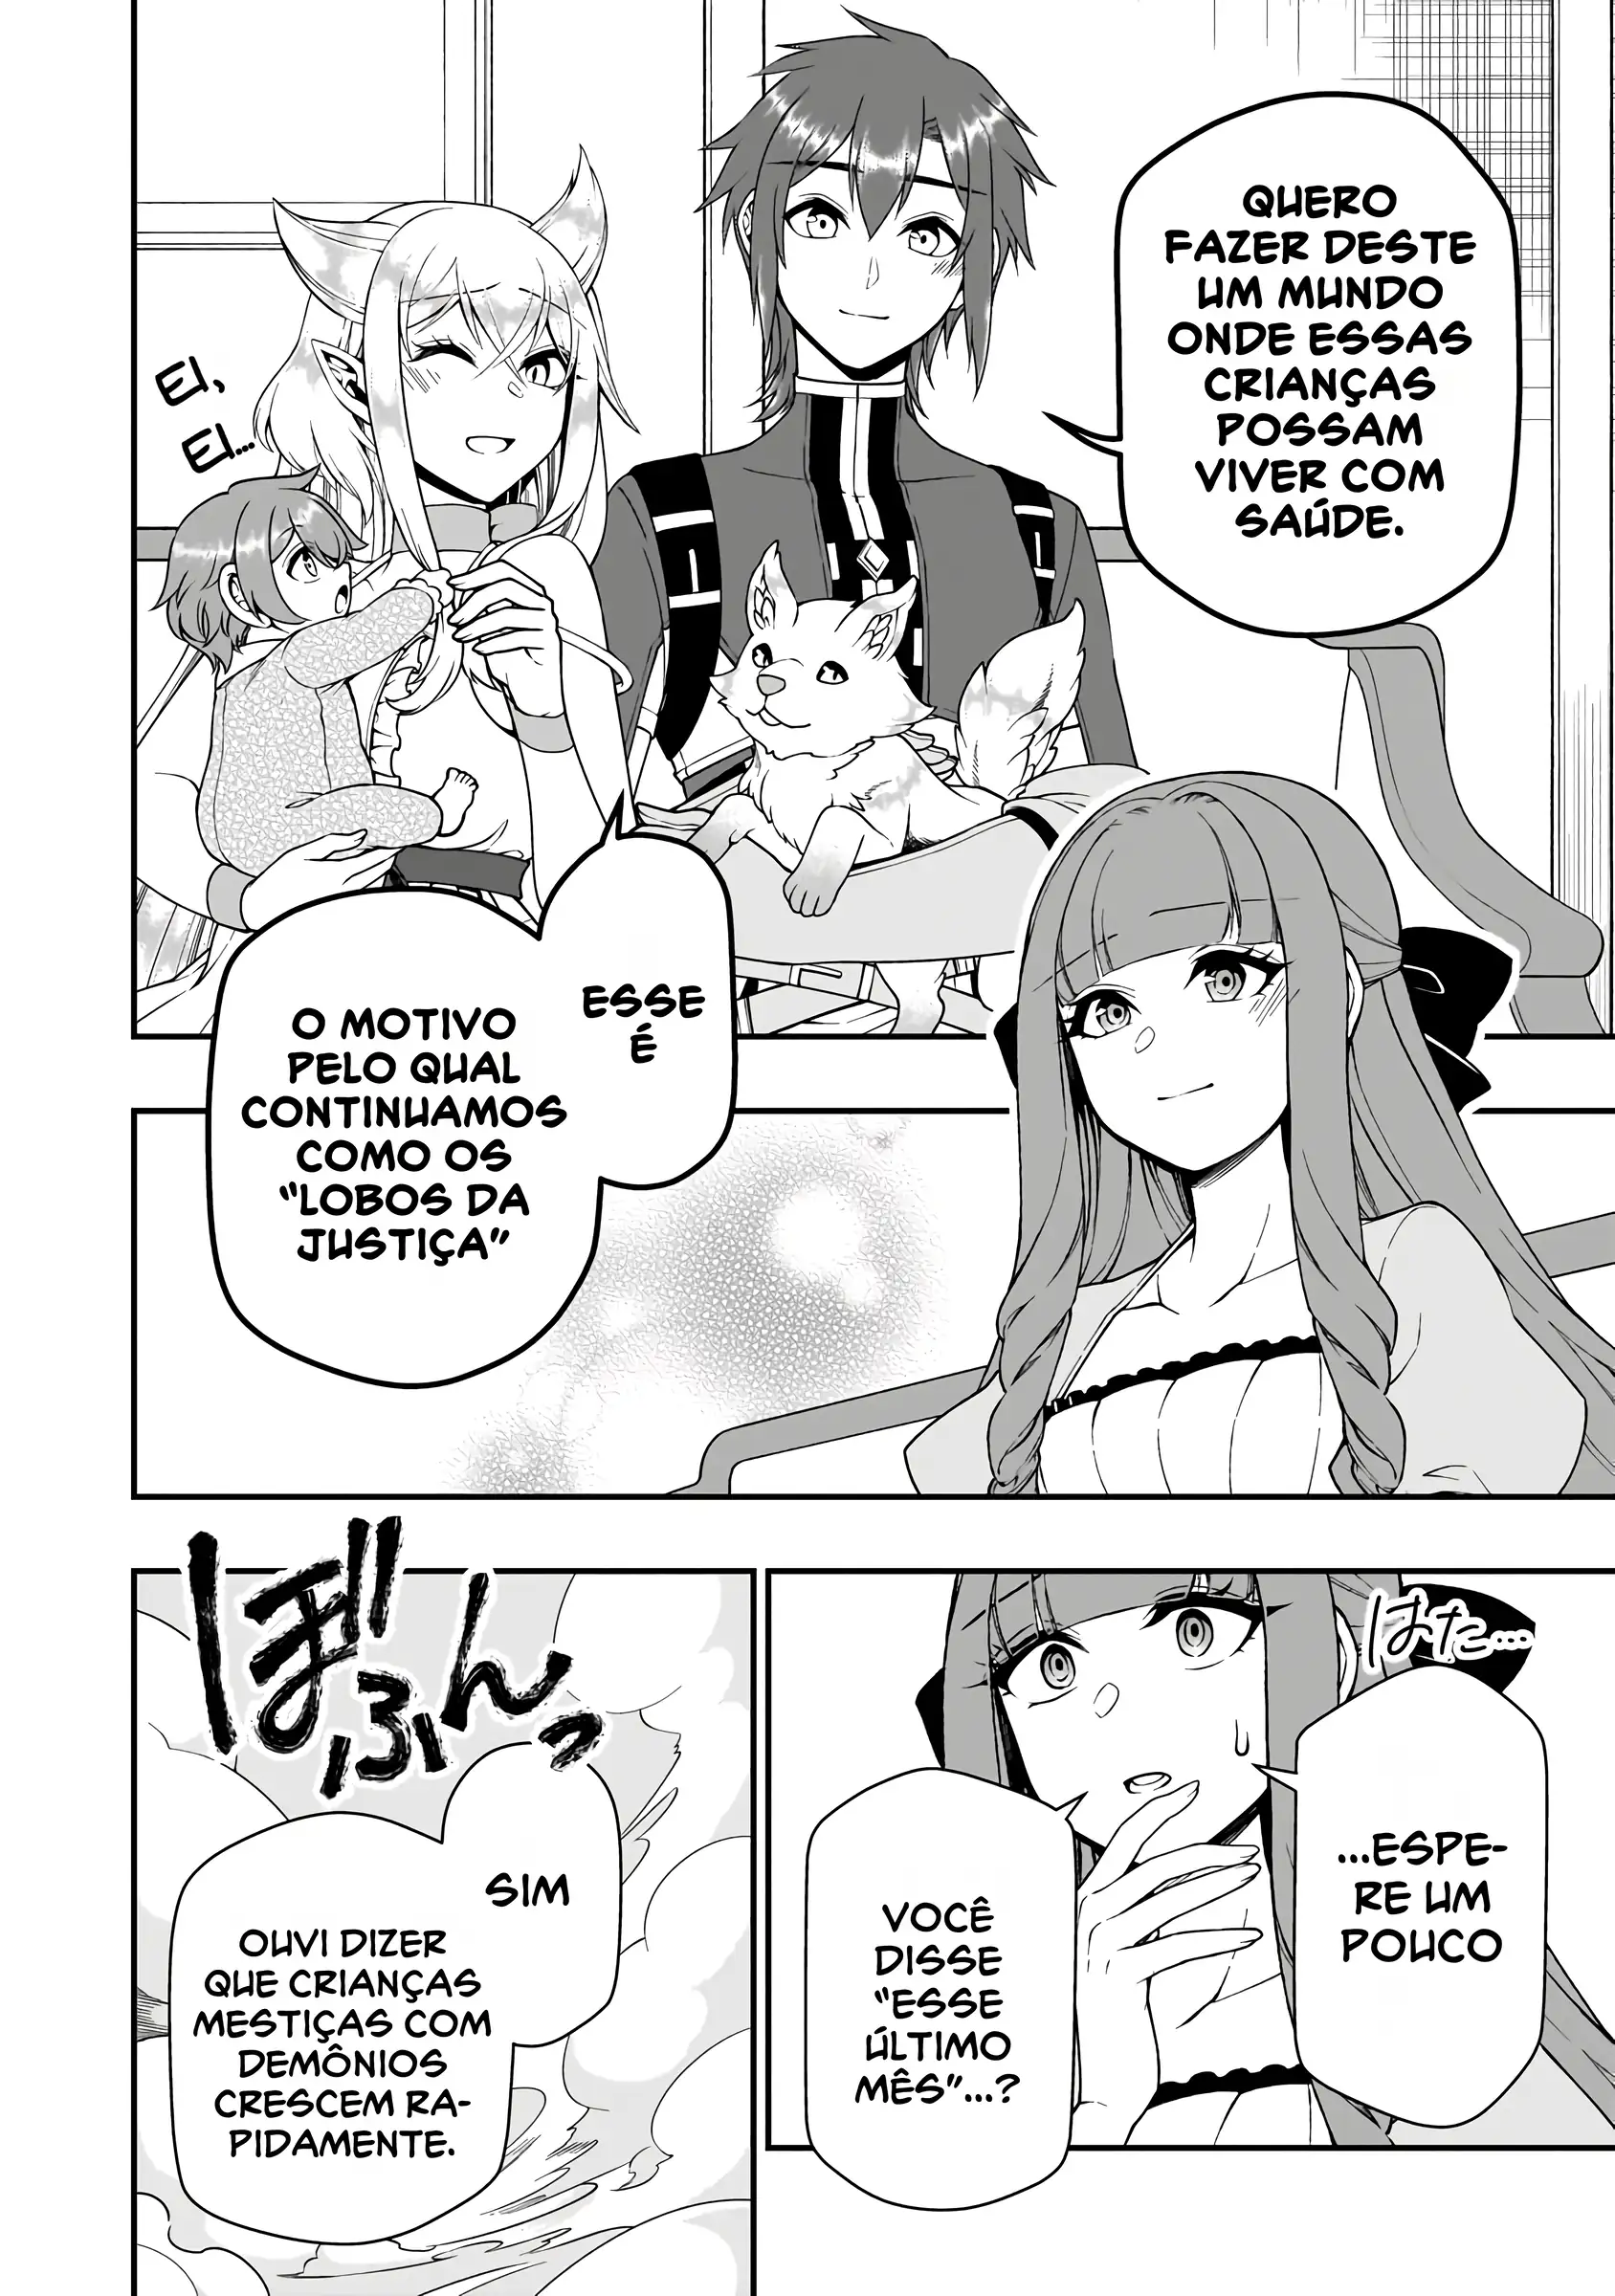 QUERO
FAZER DESTE
UM MUNDO
ONDE ESSAS
CRIANÇAS
POSSAM
VIVER COM
SAÚDE.
EI,
EI...
ESSE
É
O MOTIVO
PELO QUAL
CONTINUAMOS
COMO OS
“LOBOS DA
JUSTIÇA”
はた…
...ESPE-
RE UM
POUCO
VOCÊ
DISSE
“ESSE
ÚLTIMO
MÊS”...?
ぼふんっ
SIM
OUVI DIZER
QUE CRIANÇAS
MESTIÇAS COM
DEMÔNIOS
CRESCEM RA-
PIDAMENTE.